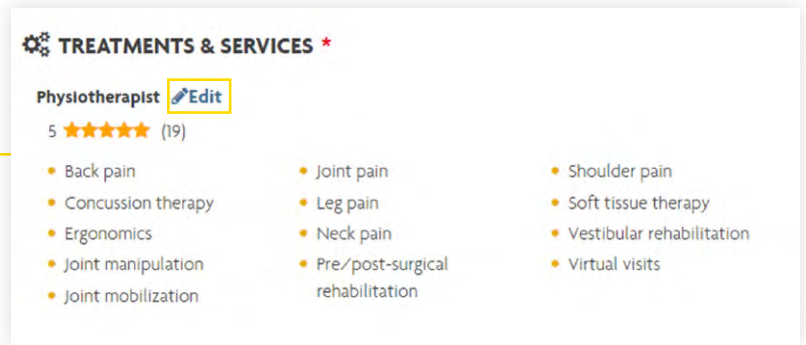 TREATMENTS & SERVICES *
Physiotherapist Edit
5 (19)
• Back pain
• Concussion therapy
• Ergonomics
• Joint manipulation
• Joint mobilization
• Joint pain
• Leg pain
• Neck pain
• Pre/post-surgical
rehabilitation
• Shoulder pain
• Soft tissue therapy
• Vestibular rehabilitation
• Virtual visits